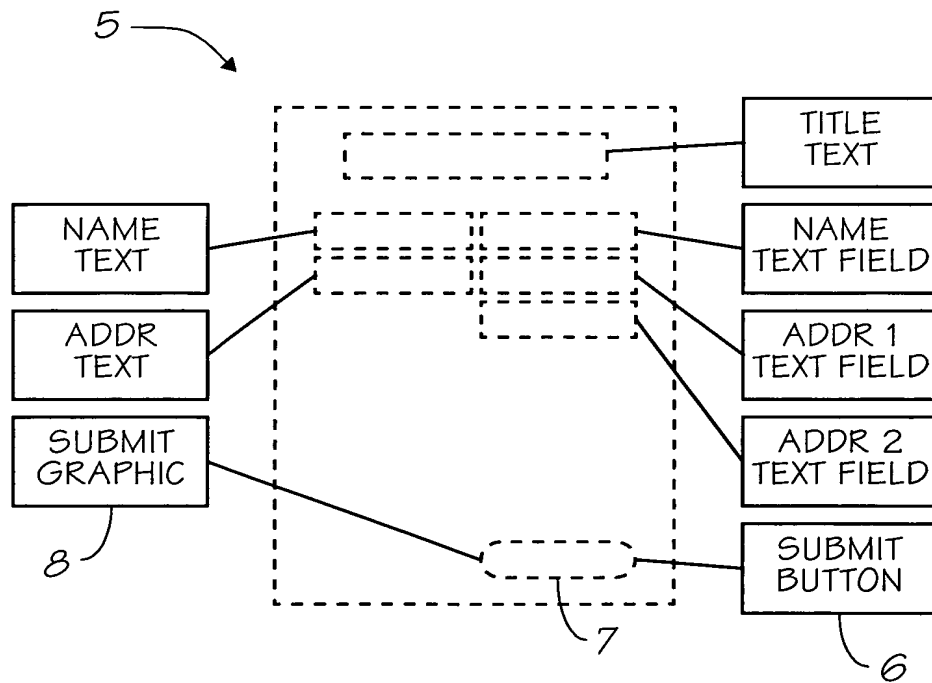 5
TITLE
TEXT
NAME
TEXT
NAME
TEXT FIELD
ADDR
TEXT
ADDR 1
TEXT FIELD
SUBMIT
GRAPHIC
ADDR 2
TEXT FIELD
8
SUBMIT
BUTTON
7
6